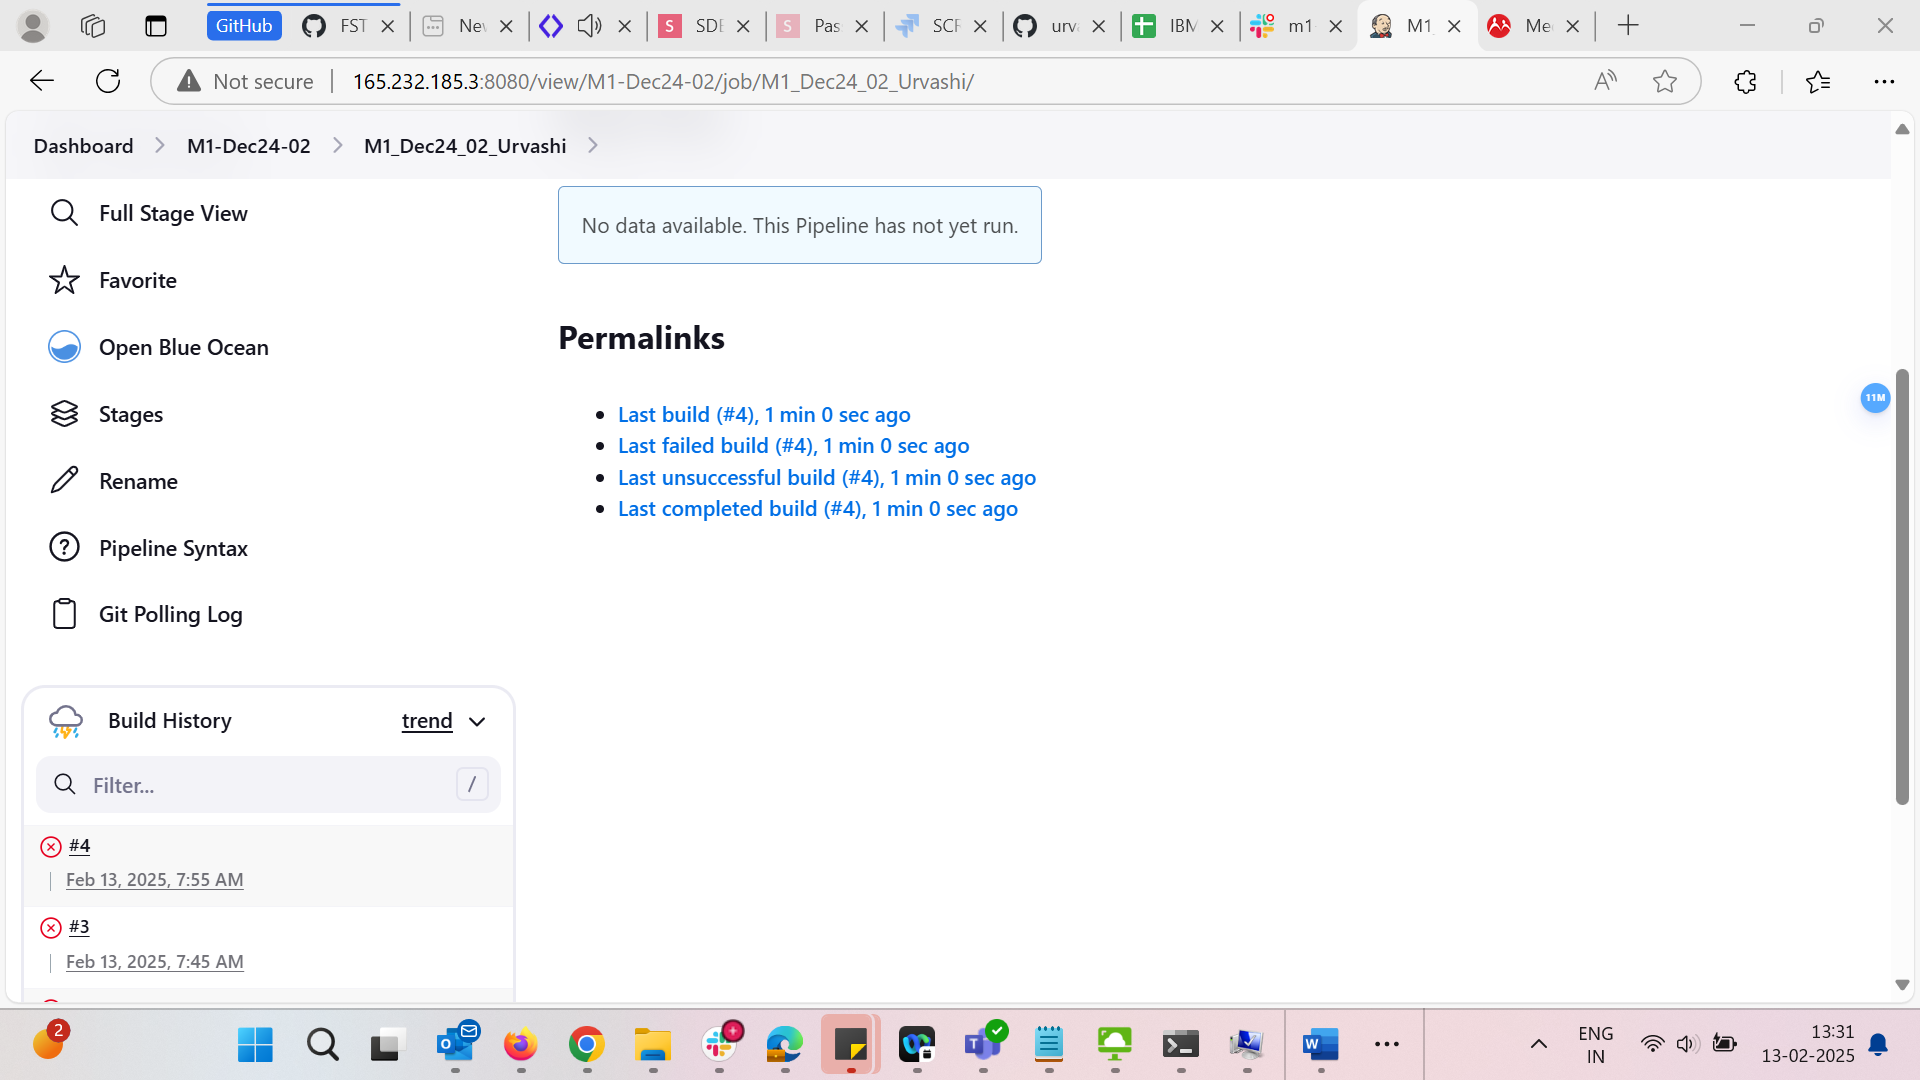 GitHub
FST
Nev
SDE
Pas
SCF
urva
IBM
m1
M1_
Me
Not secure
165.232.185.3:8080/view/M1-Dec24-02/job/M1_Dec24_02_Urvashi/
Dashboard
M1-Dec24-02
M1_Dec24_02_Urvashi
Full Stage View
Favorite
Open Blue Ocean
Stages
Rename
Pipeline Syntax
Git Polling Log
No data available. This Pipeline has not yet run.
Permalinks
Last build (#4), 1 min 0 sec ago
Last failed build (#4), 1 min 0 sec ago
Last unsuccessful build (#4), 1 min 0 sec ago
Last completed build (#4), 1 min 0 sec ago
11M
Build History
trend
Filter...
/
#4
Feb 13, 2025, 7:55 AM
#3
Feb 13, 2025, 7:45 AM
2
ENG
IN
13:31
13-02-2025